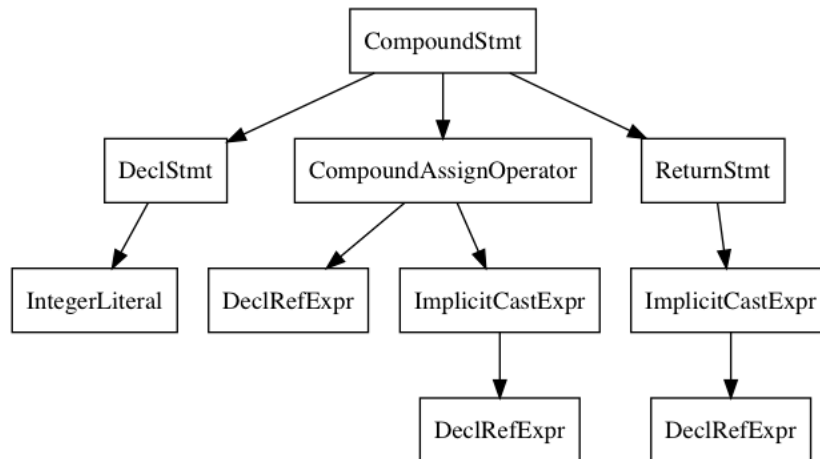 CompoundStmt
DeclStmt
CompoundAssignOperator
ReturnStmt
IntegerLiteral
DeclRefExpr
ImplicitCastExpr
ImplicitCastExpr
DeclRefExpr
DeclRefExpr